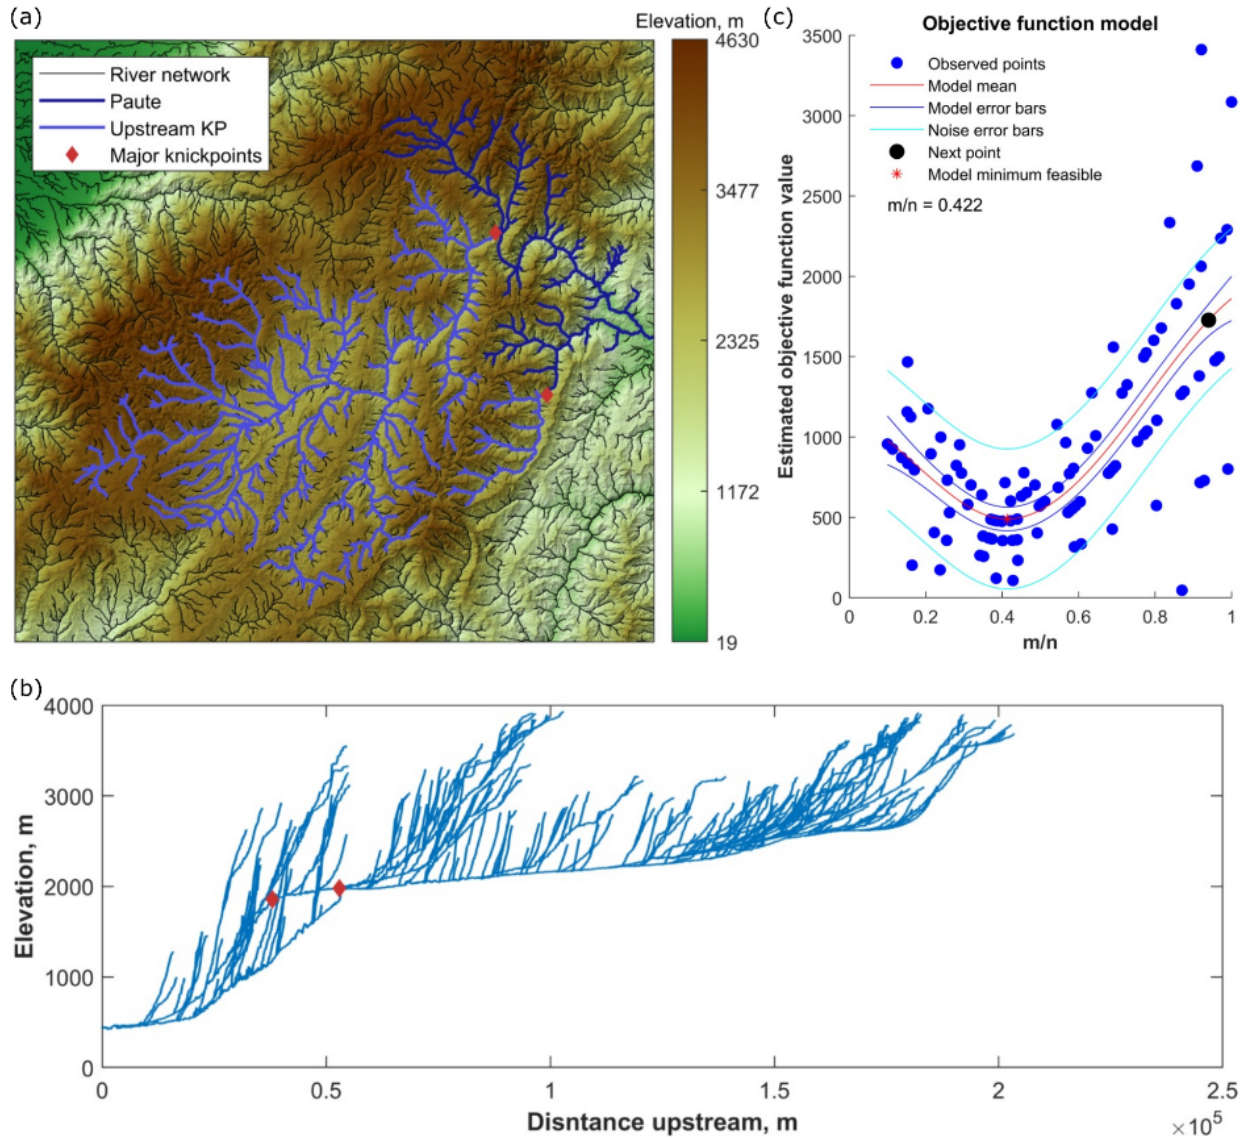 (a)
Elevation, m
River network
Paute
Upstream KP
Major knickpoints
4630
3477
2325
1172
19
(c)
Objective function model
Observed points
Model mean
Model error bars
Noise error bars
Next point
Model minimum feasible
m/n = 0.422
Estimated objective function value
3500
3000
2500
2000
1500
1000
500
0
0 0.2 0.4 0.6 0.8 1
m/n
(b)
Elevation, m
4000
3000
2000
1000
0
0 0.5 1 1.5 2 2.5
×10⁵
Disntance upstream, m